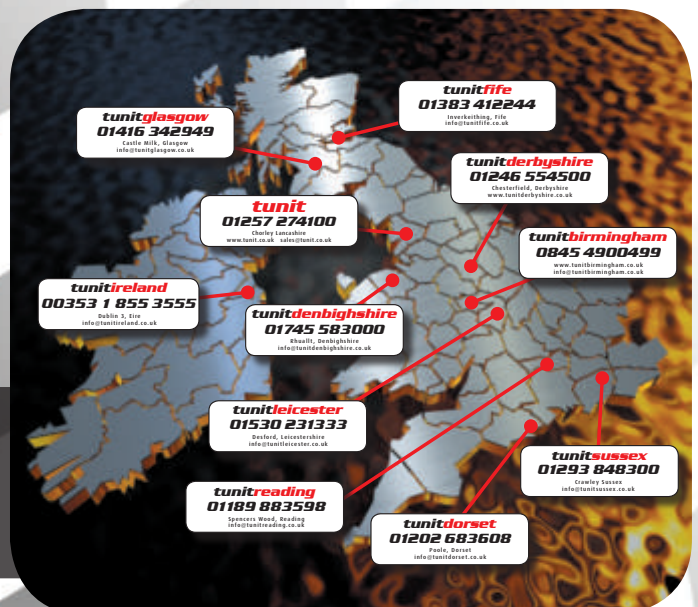 tunitfife
01383 412244
Inverkeithing, Fife
info@tunitfife.co.uk
tunitglasgow
01416 342949
Castle Milk, Glasgow
info@tunitglasgow.co.uk
tunitderbyshire
01246 554500
Chesterfield, Derbyshire
www.tunitderbyshire.co.uk
tunit
01257 274100
Chorley Lancashire
www.tunit.co.uk sales@tunit.co.uk
tunitbirmingham
0845 4900499
www.tunitbirmingham.co.uk
info@tunitbirmingham.co.uk
tunitireland
00353 1 855 3555
Dublin 3, Eire
info@tunitireland.co.uk
tunitdenbighshire
01745 583000
Rhuallt, Denbighshire
info@tunitdenbighshire.co.uk
tunitleicester
01530 231333
Desford, Leicestershire
info@tunitleicester.co.uk
tunitsussex
01293 848300
Crawley Sussex
info@tunitsussex.co.uk
tunitreading
01189 883598
Spencers Wood, Reading
info@tunitreading.co.uk
tunitdorset
01202 683608
Poole, Dorset
info@tunitdorset.co.uk